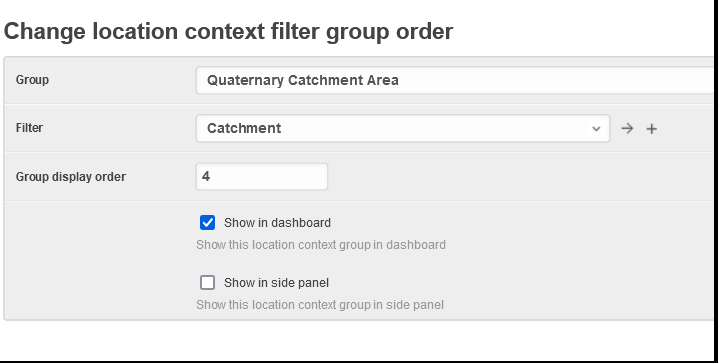 Change location context filter group order
Group
Quaternary Catchment Area
Filter
Catchment
Group display order
4
Show in dashboard
Show this location context group in dashboard
Show in side panel
Show this location context group in side panel